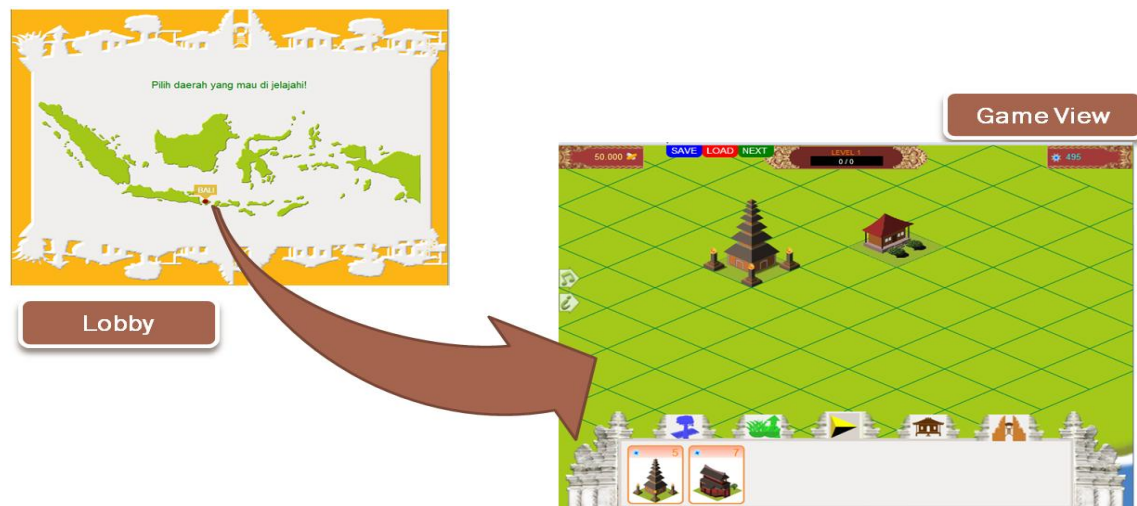 Pilih daerah yang mau di jelajahi!
BALI
Lobby
Game View
50.000
SAVE LOAD NEXT
LEVEL 1
0 / 0
495
5
7